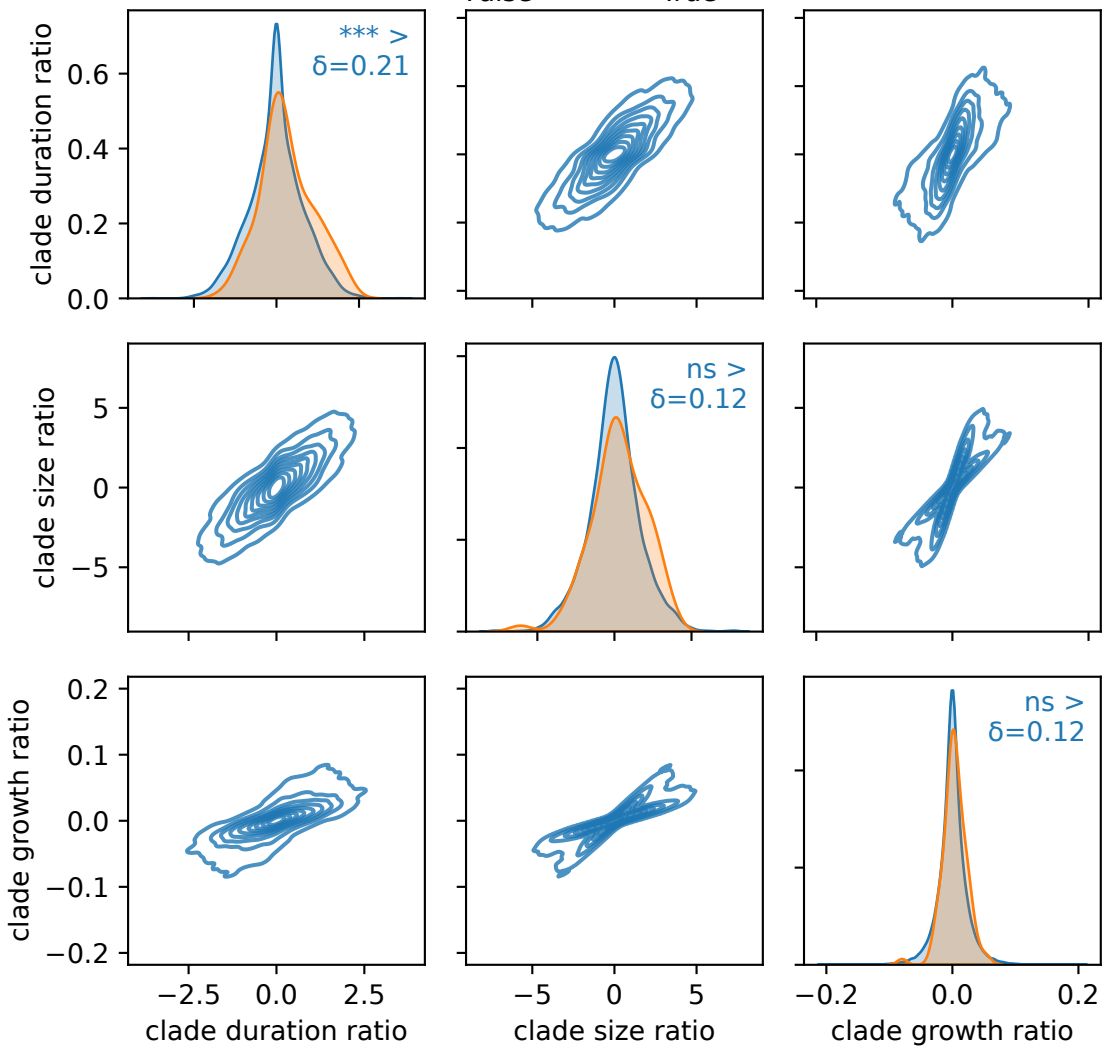 *** >
δ=0.21
clade duration ratio
0.6
0.4
0.2
0.0
ns >
δ=0.12
clade size ratio
5
0
−5
ns >
δ=0.12
clade growth ratio
0.2
0.1
0.0
−0.1
−0.2
−2.5 0.0 2.5
−5 0 5
−0.2 0.0 0.2
clade duration ratio
clade size ratio
clade growth ratio